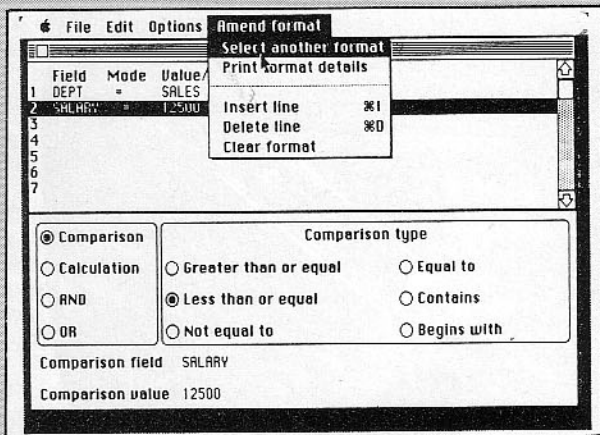 File Edit Options Amend format
Select another format
Print format details
Insert line ⌘I
Delete line ⌘D
Clear format
Field Mode Value/
1 DEPT = SALES
2 SALARY = 12500
3
4
5
6
7
Comparison
Calculation
AND
OR
Comparison type
Greater than or equal
Equal to
Less than or equal
Contains
Not equal to
Begins with
Comparison field SALARY
Comparison value 12500